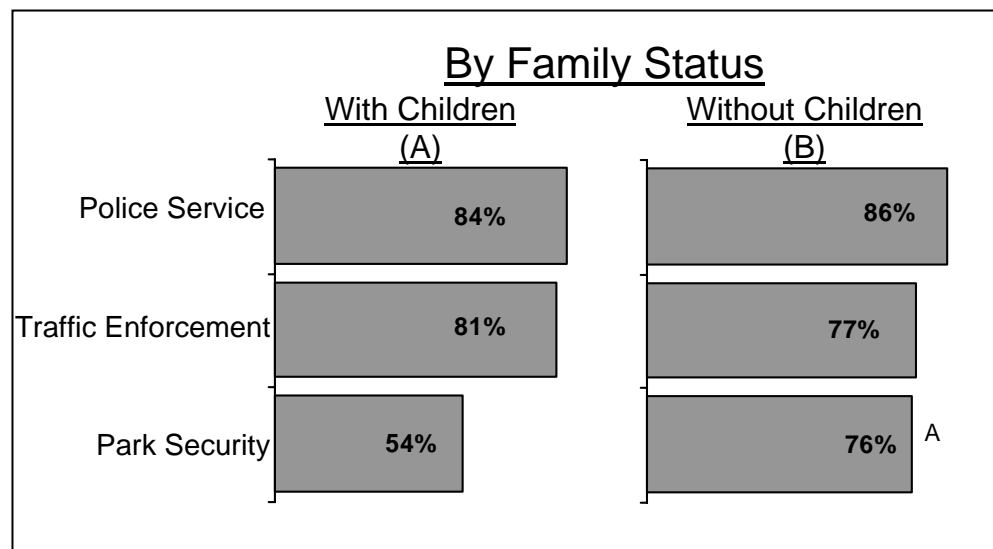 By Family Status
With Children
(A)
Without Children
(B)
Police Service
84%
86%
Traffic Enforcement
81%
77%
Park Security
54%
76%
A